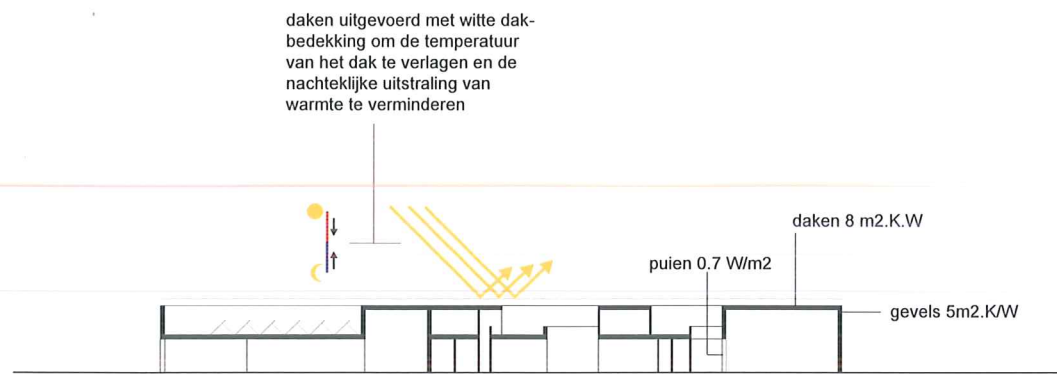 daken uitgevoerd met witte dak-
bedekking om de temperatuur
van het dak te verlagen en de
nachteklijke uitstraling van
warmte te verminderen
daken 8 m2.K.W
puien 0.7 W/m2
gevels 5m2.K/W